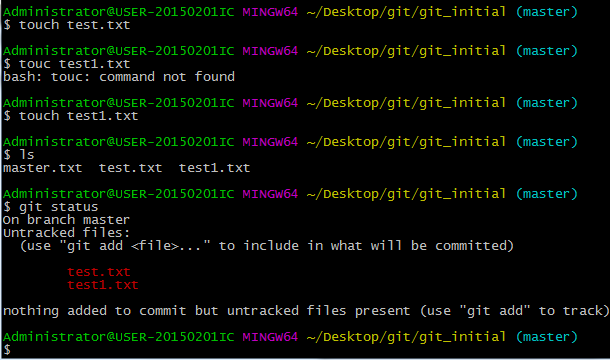 Administrator@USER-20150201IC MINGW64 ~/Desktop/git/git_initial (master)
$ touch test.txt
Administrator@USER-20150201IC MINGW64 ~/Desktop/git/git_initial (master)
$ touc test1.txt
bash: touc: command not found
Administrator@USER-20150201IC MINGW64 ~/Desktop/git/git_initial (master)
$ touch test1.txt
Administrator@USER-20150201IC MINGW64 ~/Desktop/git/git_initial (master)
$ ls
master.txt  test.txt  test1.txt
Administrator@USER-20150201IC MINGW64 ~/Desktop/git/git_initial (master)
$ git status
On branch master
Untracked files:
  (use "git add <file>..." to include in what will be committed)
        test.txt
        test1.txt
nothing added to commit but untracked files present (use "git add" to track)
Administrator@USER-20150201IC MINGW64 ~/Desktop/git/git_initial (master)
$